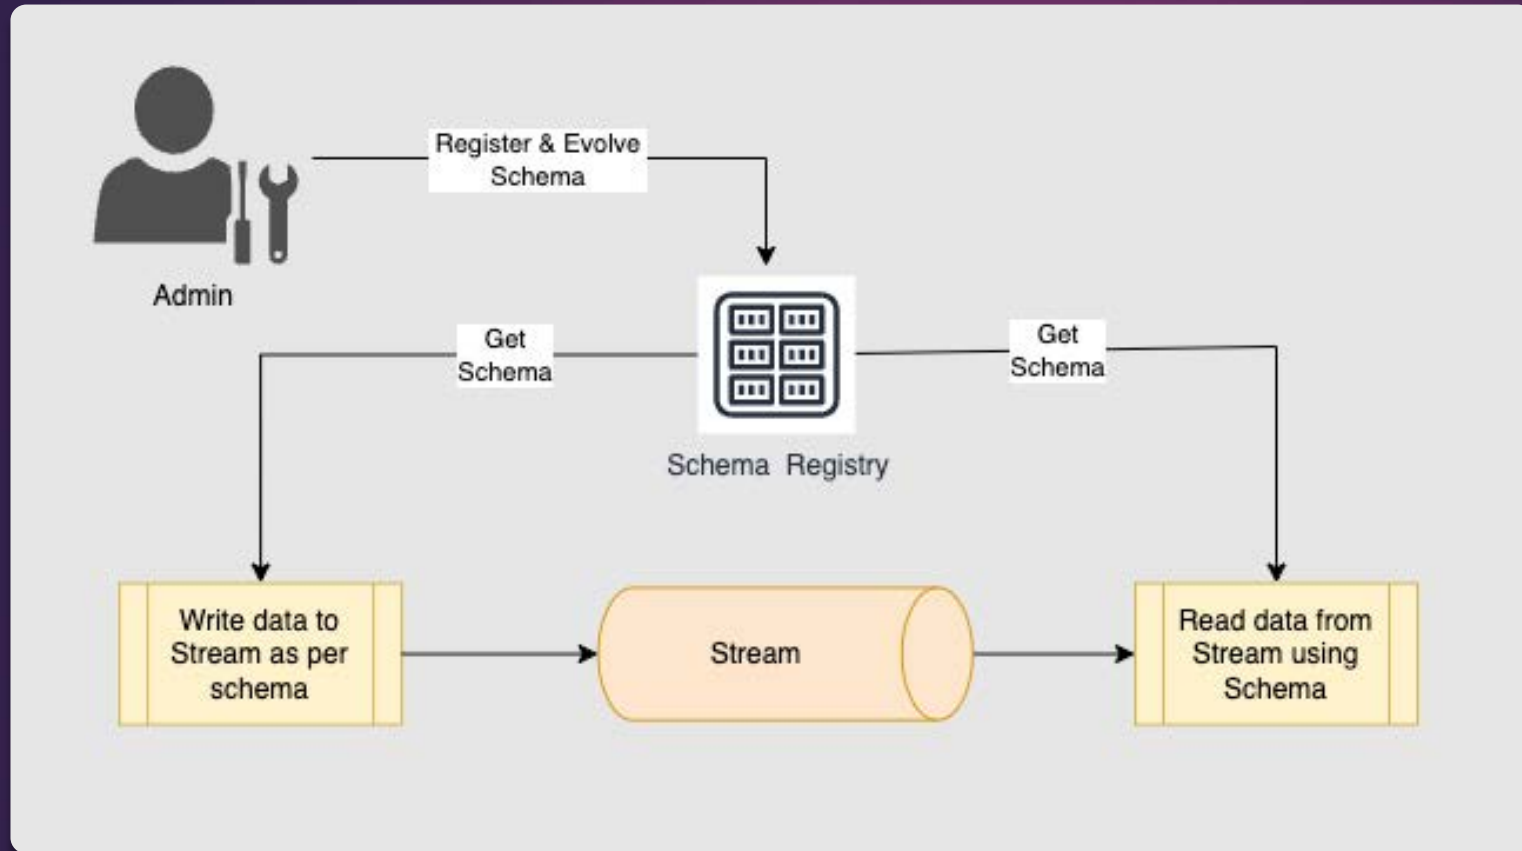 Register & Evolve
Schema
Admin
Get
Schema
Get
Schema
Schema Registry
Write data to
Stream as per
schema
Stream
Read data from
Stream using
Schema